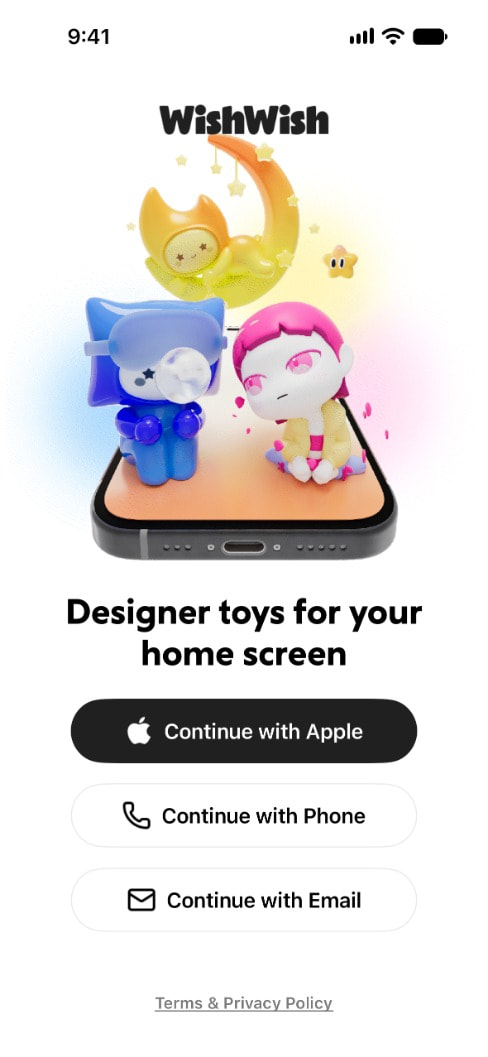 9:41
WishWish
Designer toys for your
home screen
Continue with Apple
Continue with Phone
Continue with Email
Terms & Privacy Policy